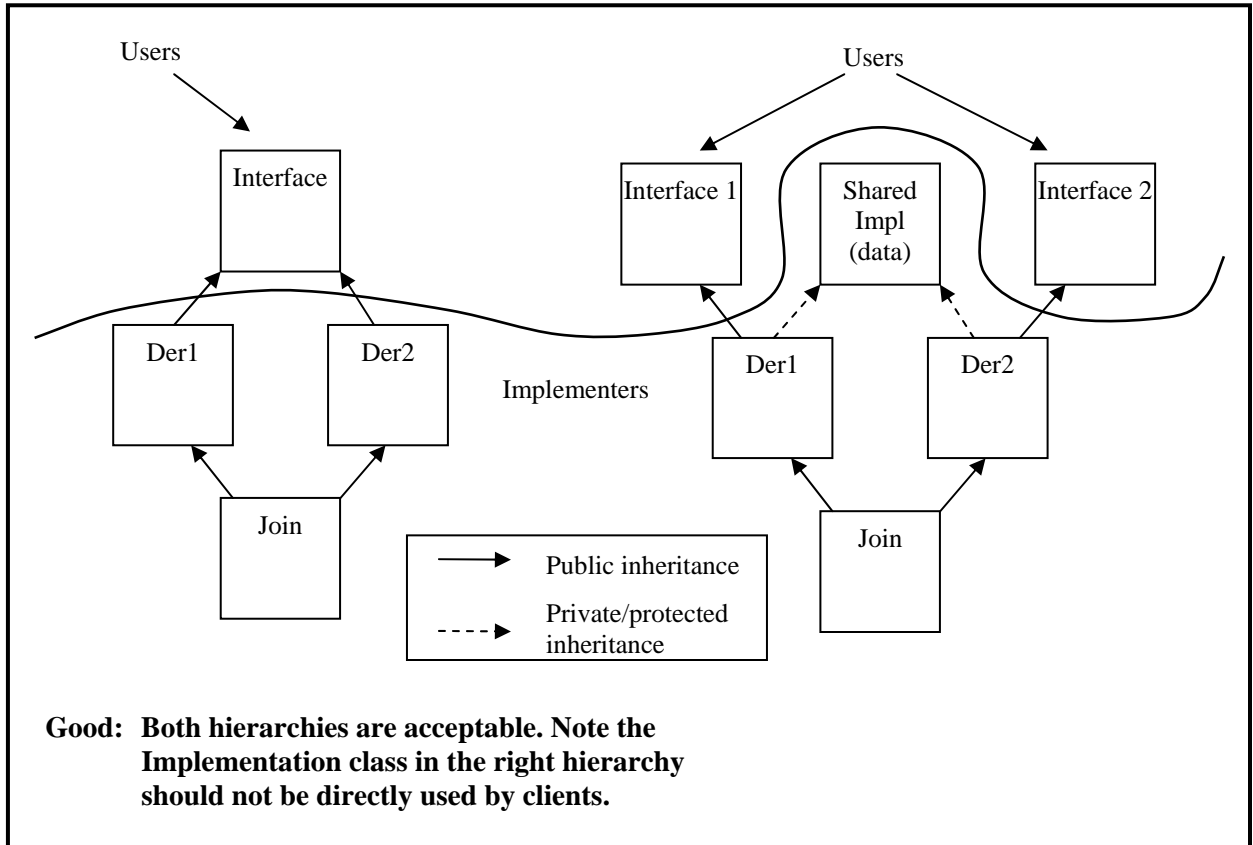 Users
Users
Interface
Interface 1
Shared
Impl
(data)
Interface 2
Der1
Der2
Der1
Der2
Implementers
Join
Join
Public inheritance
Private/protected
inheritance
Good: Both hierarchies are acceptable. Note the
Implementation class in the right hierarchy
should not be directly used by clients.